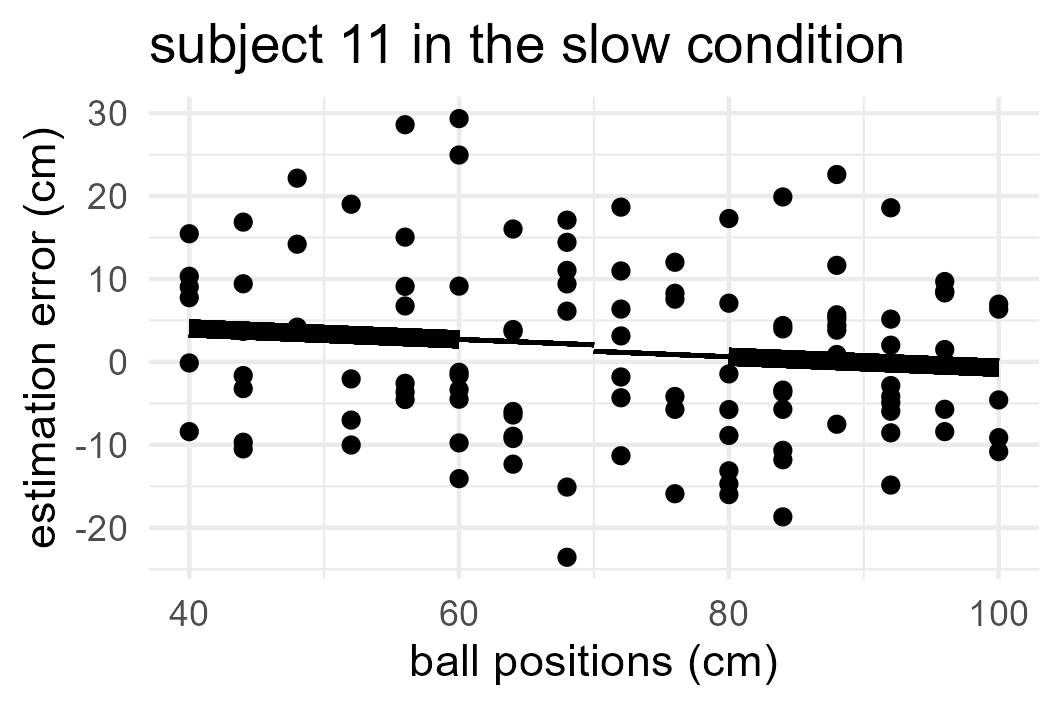 subject 11 in the slow condition
estimation error (cm)
30
20
10
0
-10
-20
40 60 80 100
ball positions (cm)